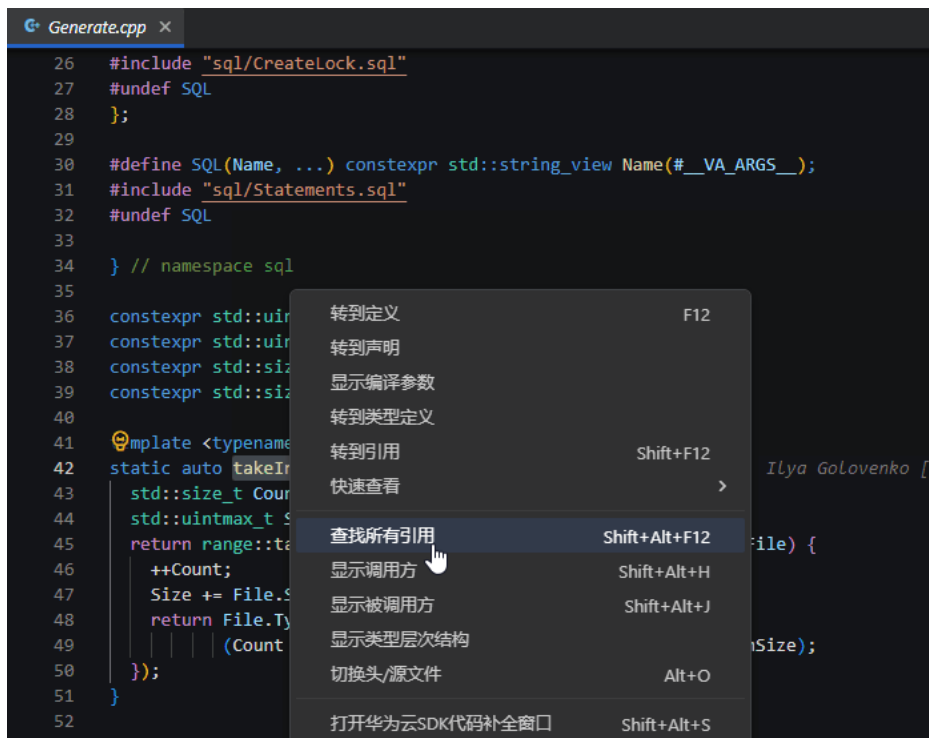 Generate.cpp ×
26 #include "sql/CreateLock.sql"
27 #undef SQL
28 };
29
30 #define SQL(Name, ...) constexpr std::string_view Name(#__VA_ARGS__);
31 #include "sql/Statements.sql"
32 #undef SQL
33
34 } // namespace sql
35
36 constexpr std::uin
37 constexpr std::uin
38 constexpr std::siz
39 constexpr std::siz
40
41 mplate <typename
42 static auto takeIn Ilya Golovenko [
43 std::size_t Coun
44 std::uintmax_t S
45 return range::ta File) {
46 ++Count;
47 Size += File.S
48 return File.Ty
49 (Count nSize);
50 });
51 }
52
转到定义 F12
转到声明
显示编译参数
转到类型定义
转到引用 Shift+F12
快速查看
查找所有引用 Shift+Alt+F12
显示调用方 Shift+Alt+H
显示被调用方 Shift+Alt+J
显示类型层次结构
切换头/源文件 Alt+O
打开华为云SDK代码补全窗口 Shift+Alt+S